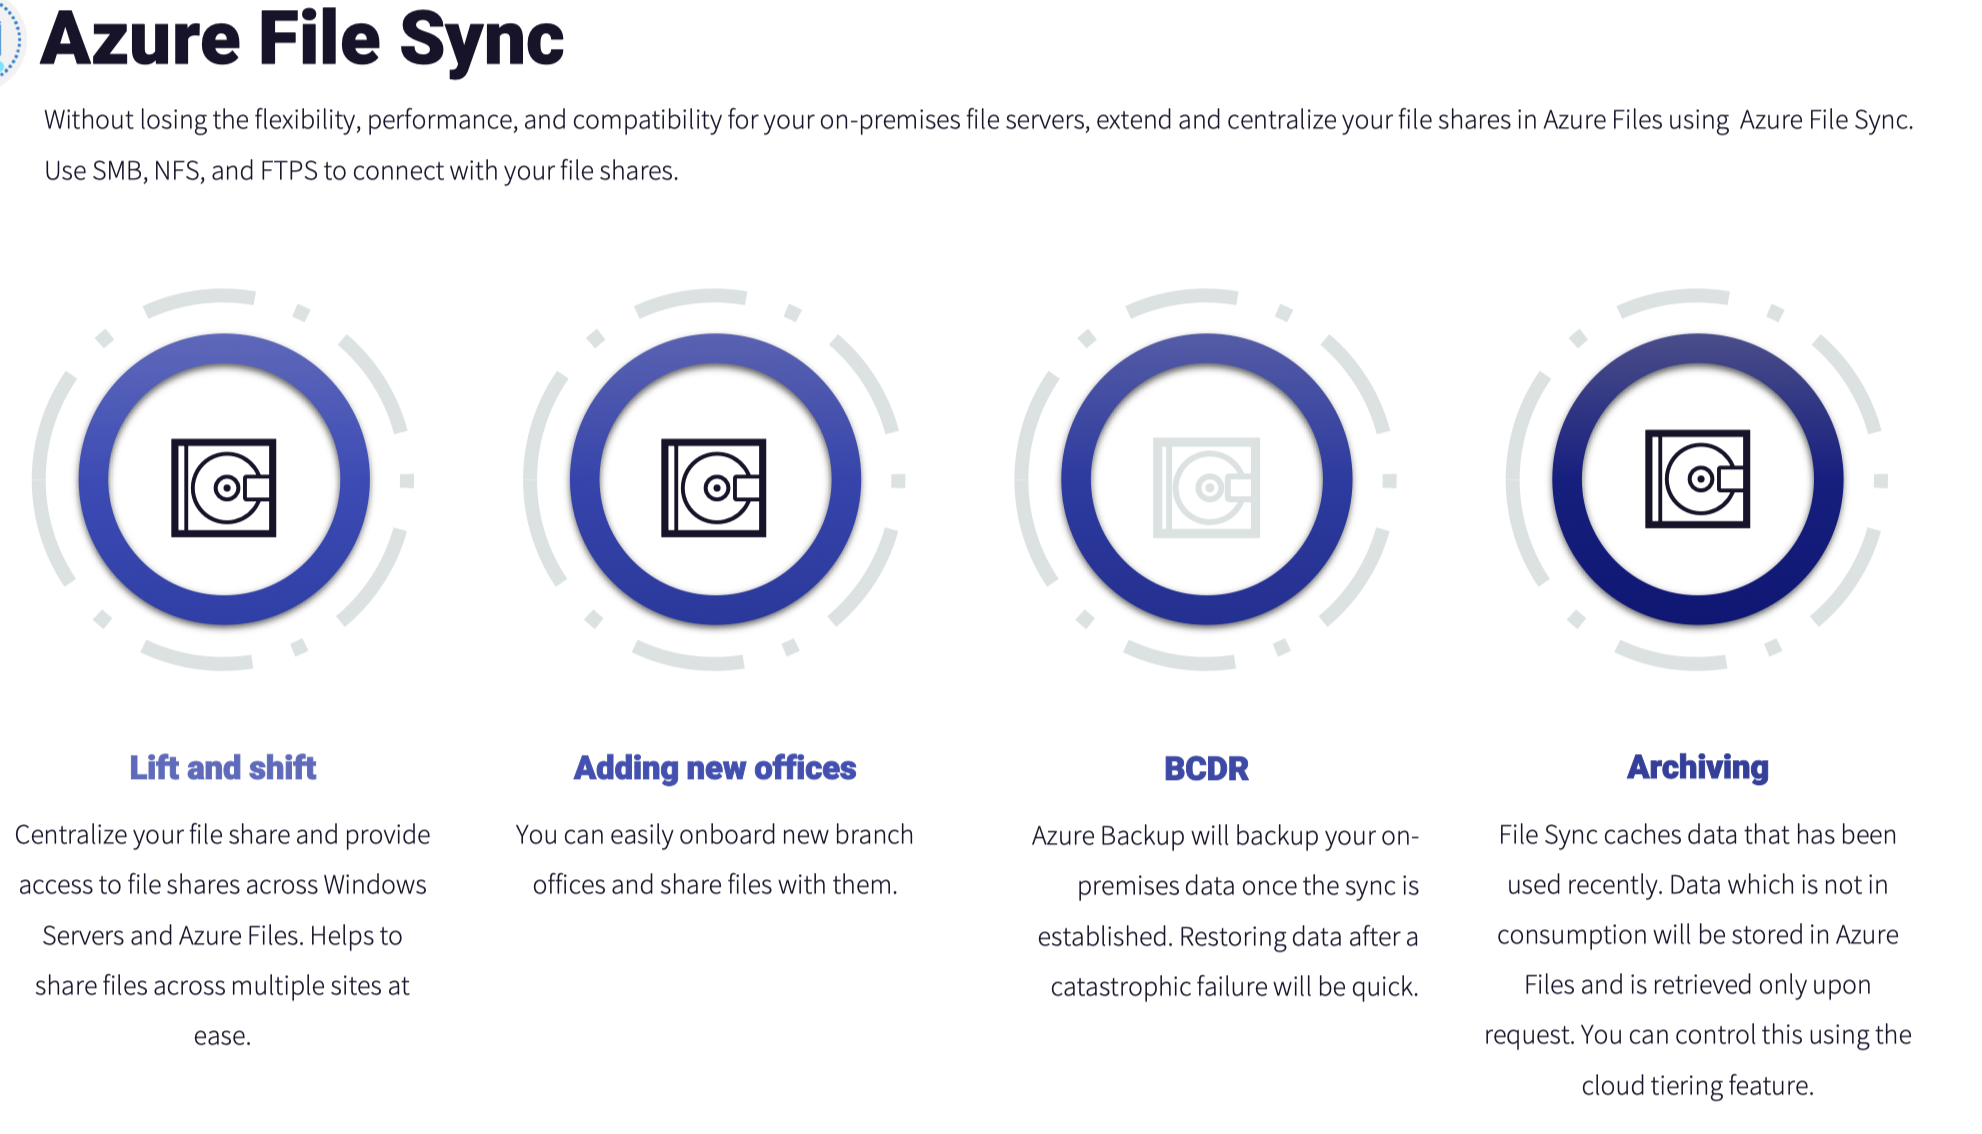 Azure File Sync
Without losing the flexibility, performance, and compatibility for your on-premises file servers, extend and centralize your file shares in Azure Files using Azure File Sync.
Use SMB, NFS, and FTPS to connect with your file shares.
Lift and shift
Centralize your file share and provide
access to file shares across Windows
Servers and Azure Files. Helps to
share files across multiple sites at
ease.
Adding new offices
You can easily onboard new branch
offices and share files with them.
BCDR
Azure Backup will backup your on-
premises data once the sync is
established. Restoring data after a
catastrophic failure will be quick.
Archiving
File Sync caches data that has been
used recently. Data which is not in
consumption will be stored in Azure
Files and is retrieved only upon
request. You can control this using the
cloud tiering feature.